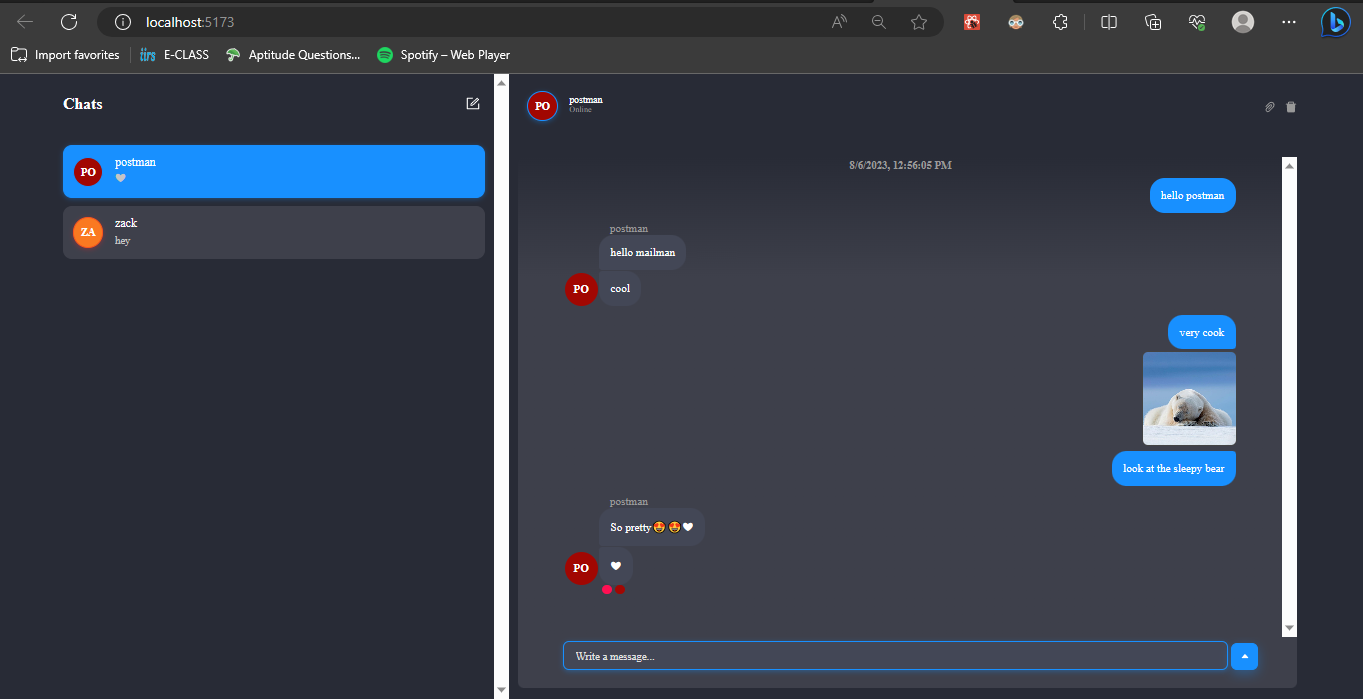 localhost:5173
A
Import favorites
iirs E-CLASS
Aptitude Questions...
Spotify – Web Player
Chats
PO
postman
ZA
zack
hey
PO
postman
Online
8/6/2023, 12:56:05 PM
hello postman
postman
hello mailman
PO
cool
very cook
look at the sleepy bear
postman
So pretty🤩🤩🤍
PO
🤍
Write a message...